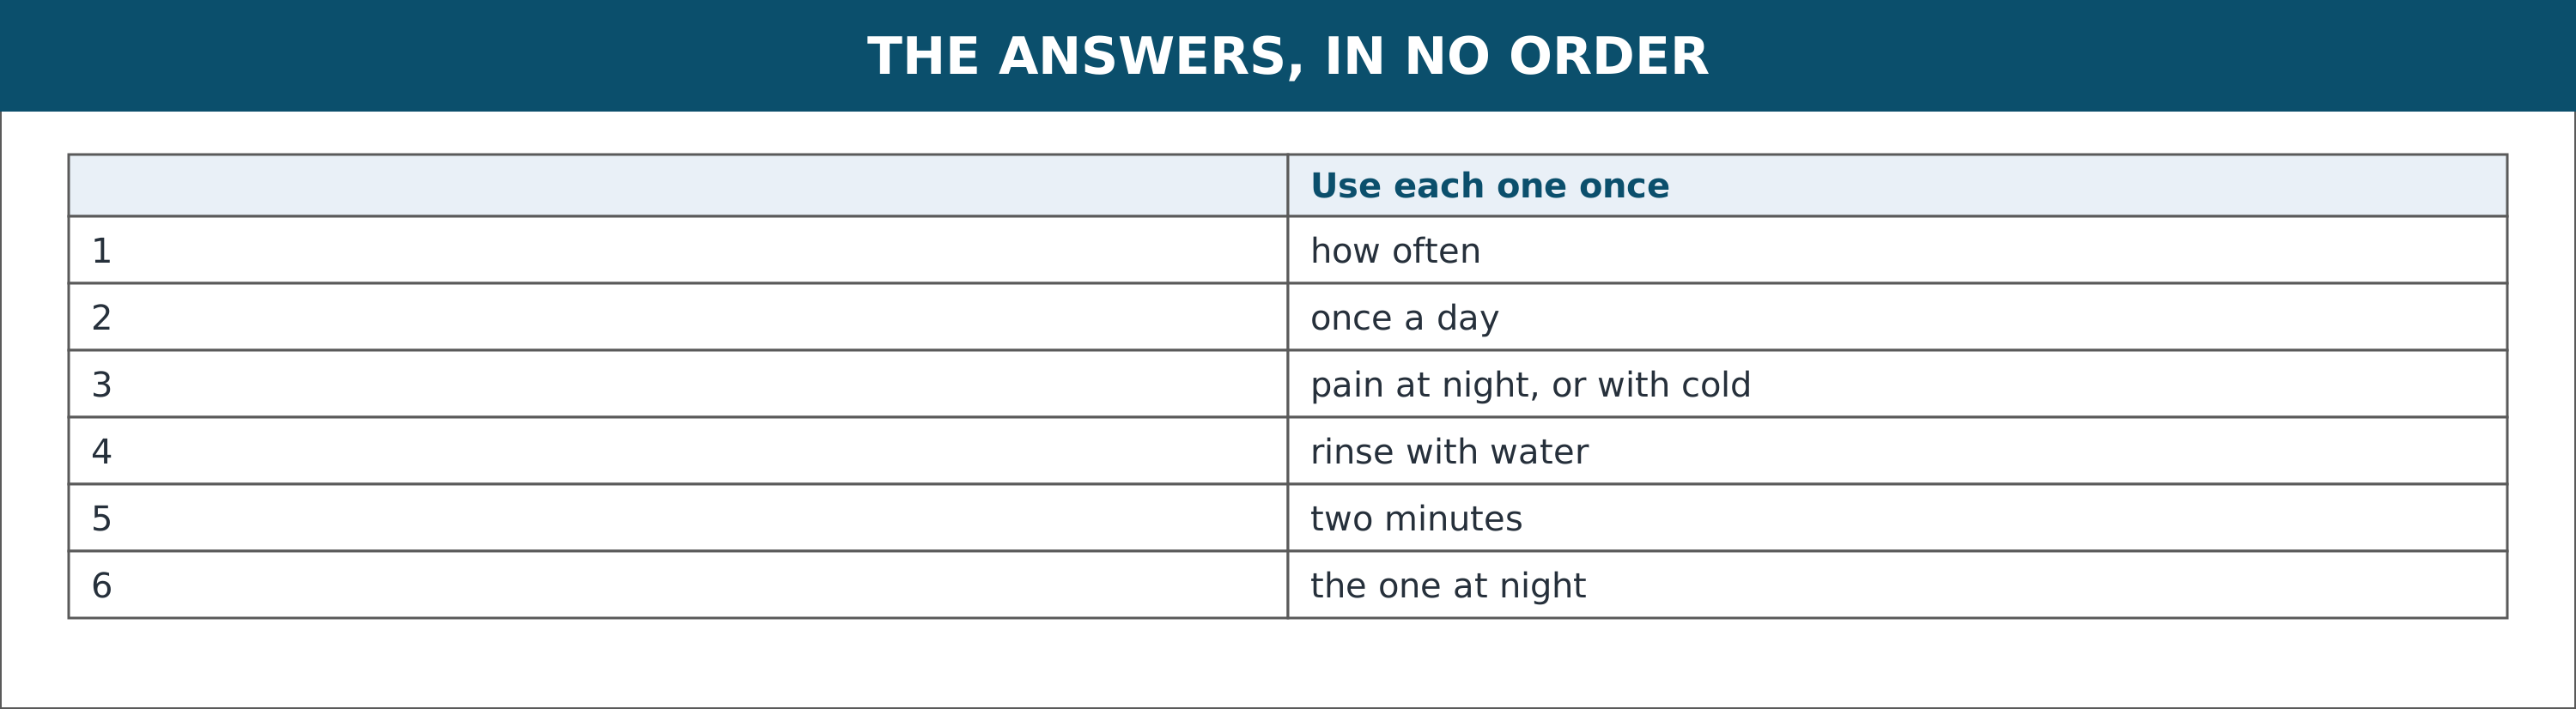 THE ANSWERS, IN NO ORDER
Use each one once
1 how often
2 once a day
3 pain at night, or with cold
4 rinse with water
5 two minutes
6 the one at night